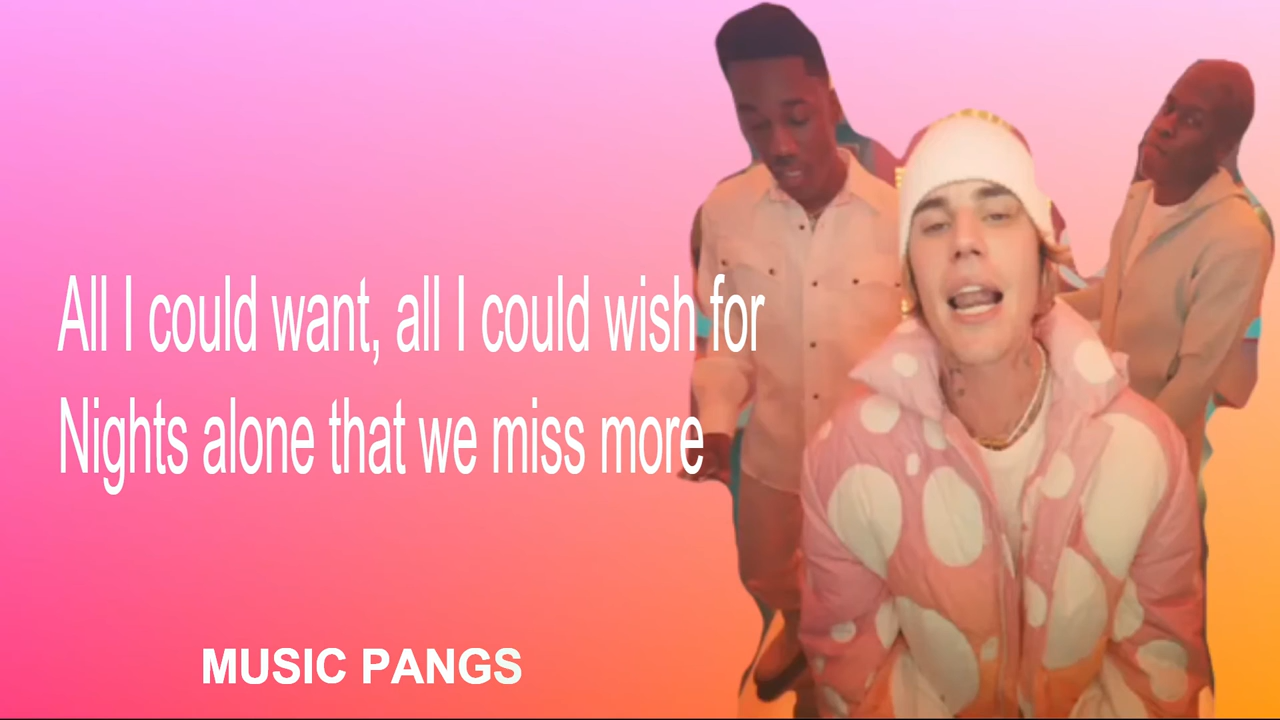 All I could want, all I could wish for
Nights alone that we miss more
MUSIC PANGS